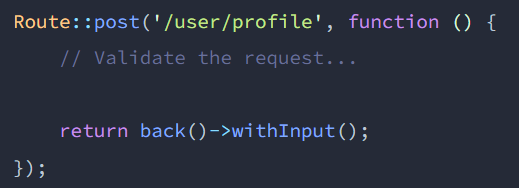 Route::post('/user/profile', function () {
    // Validate the request...

    return back()->withInput();
});